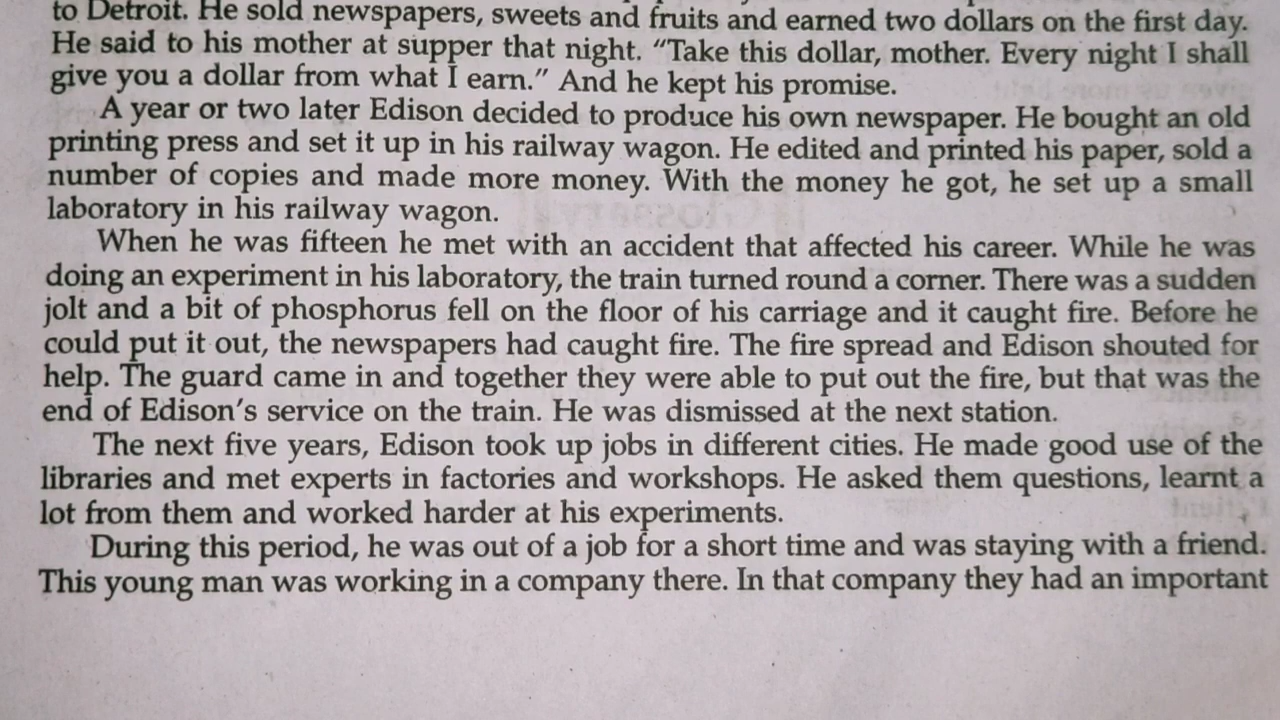 to Detroit. He sold newspapers, sweets and fruits and earned two dollars on the first day.
He said to his mother at supper that night. “Take this dollar, mother. Every night I shall
give you a dollar from what I earn.” And he kept his promise.
A year or two later Edison decided to produce his own newspaper. He bought an old
printing press and set it up in his railway wagon. He edited and printed his paper, sold a
number of copies and made more money. With the money he got, he set up a small
laboratory in his railway wagon.
When he was fifteen he met with an accident that affected his career. While he was
doing an experiment in his laboratory, the train turned round a corner. There was a sudden
jolt and a bit of phosphorus fell on the floor of his carriage and it caught fire. Before he
could put it out, the newspapers had caught fire. The fire spread and Edison shouted for
help. The guard came in and together they were able to put out the fire, but that was the
end of Edison’s service on the train. He was dismissed at the next station.
The next five years, Edison took up jobs in different cities. He made good use of the
libraries and met experts in factories and workshops. He asked them questions, learnt a
lot from them and worked harder at his experiments.
During this period, he was out of a job for a short time and was staying with a friend.
This young man was working in a company there. In that company they had an important